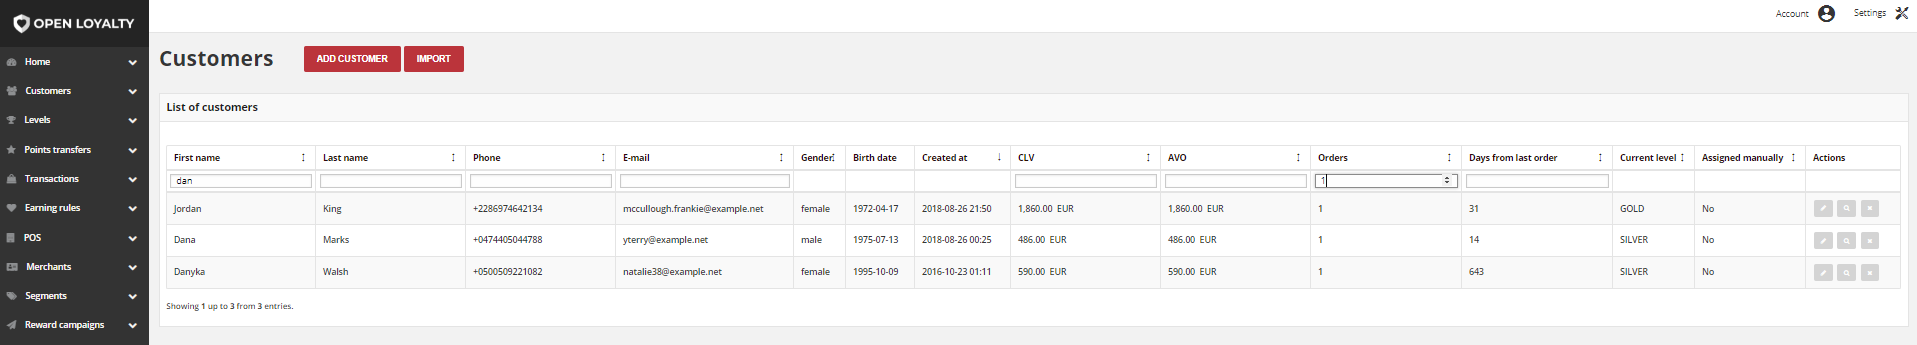 OPEN LOYALTY
Account Settings
Home
Customers
Levels
Points transfers
Transactions
Earning rules
POS
Merchants
Segments
Reward campaigns
Customers ADD CUSTOMER IMPORT
List of customers
First name Last name Phone E-mail Gender Birth date Created at CLV AVO Orders Days from last order Current level Assigned manually Actions
dan 1
Jordan King +2286974642134 mccullough.frankie@example.net female 1972-04-17 2018-08-26 21:50 1,860.00 EUR 1,860.00 EUR 1 31 GOLD No
Dana Marks +0474405044788 yterry@example.net male 1975-07-13 2018-08-26 00:25 486.00 EUR 486.00 EUR 1 14 SILVER No
Danyka Walsh +0500509221082 natalie38@example.net female 1995-10-09 2016-10-23 01:11 590.00 EUR 590.00 EUR 1 643 SILVER No
Showing 1 up to 3 from 3 entries.